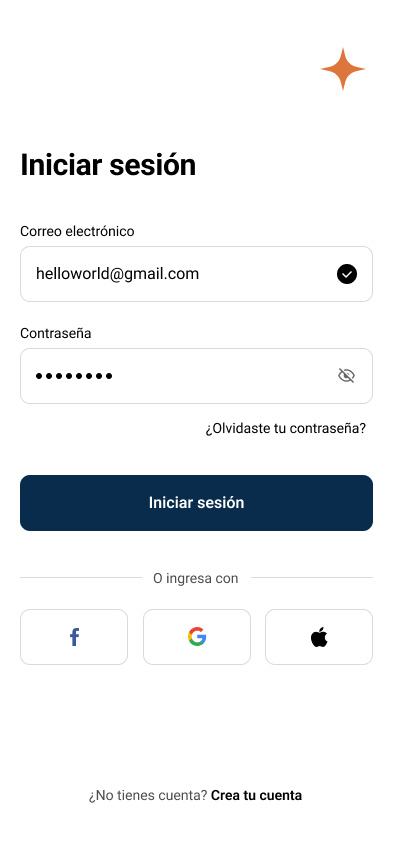 Iniciar sesión
Correo electrónico
helloworld@gmail.com
Contraseña
¿Olvidaste tu contraseña?
Iniciar sesión
O ingresa con
¿No tienes cuenta? Crea tu cuenta